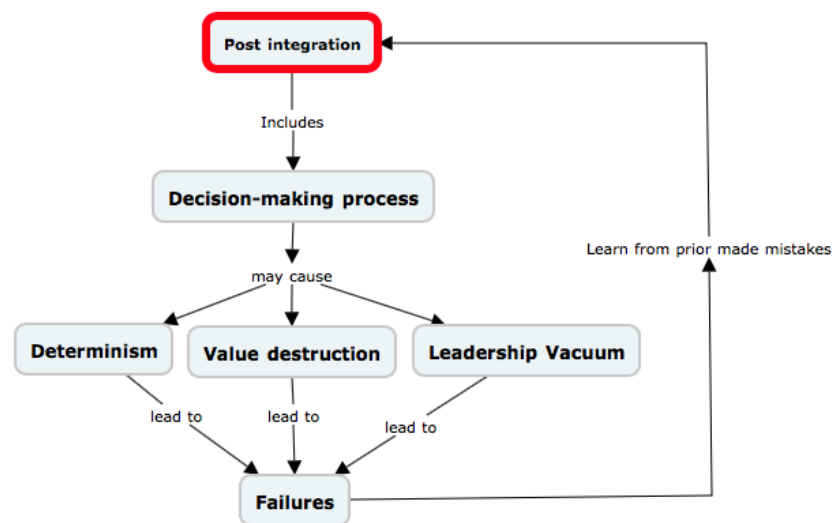 Post integration
Includes
Decision-making process
Learn from prior made mistakes
may cause
Determinism
Value destruction
Leadership Vacuum
lead to
lead to
lead to
Failures